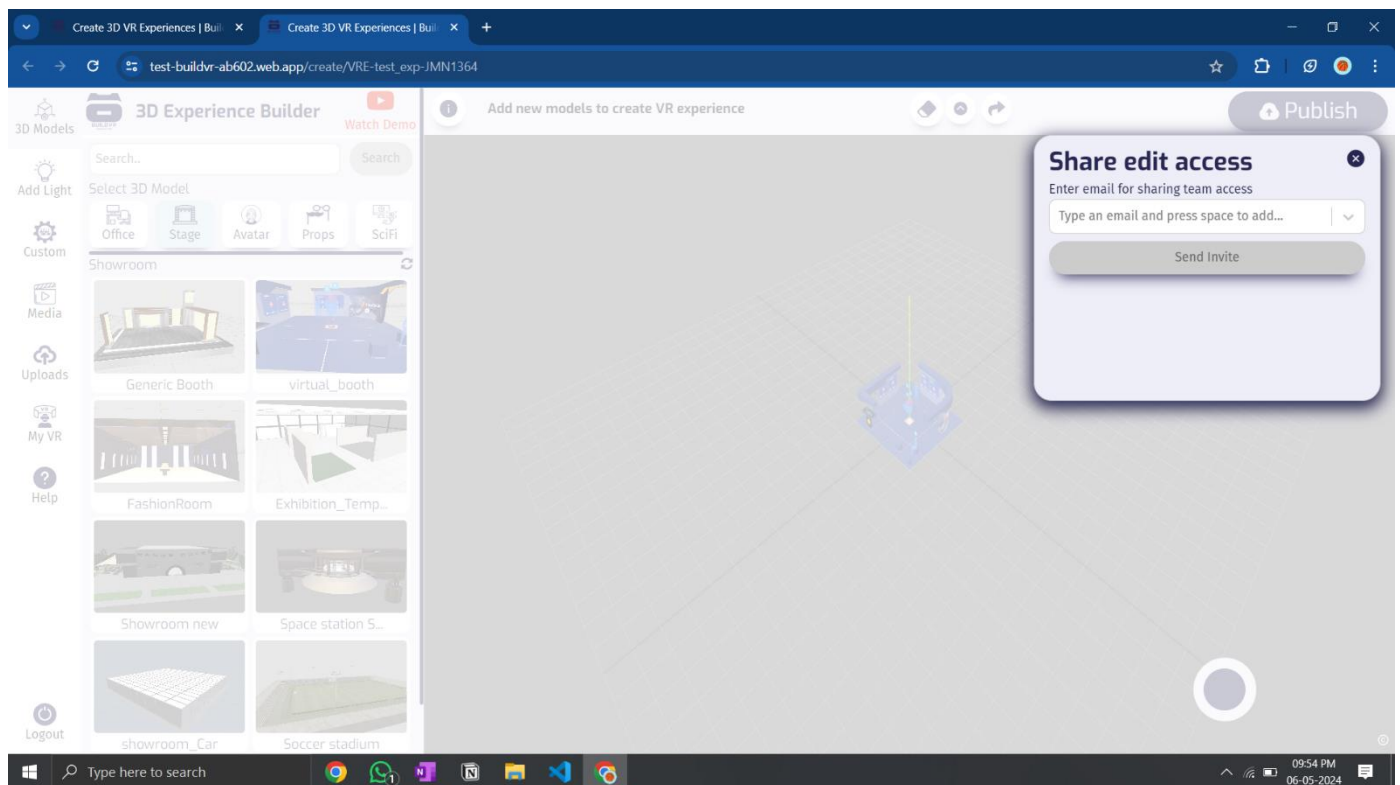 Create 3D VR Experiences | Buil
Create 3D VR Experiences | Buil
test-buildvr-ab602.web.app/create/VRE-test_exp-JMN1364
3D Models
3D Experience Builder
Watch Demo
Add new models to create VR experience
Publish
Search..
Search
Add Light
Select 3D Model
Office
Stage
Avatar
Props
SciFi
Custom
Showroom
Media
Uploads
Generic Booth
virtual_booth
My VR
Help
FashionRoom
Exhibition_Temp...
Showroom new
Space station S...
Logout
showroom_Car
Soccer stadium
Share edit access
Enter email for sharing team access
Type an email and press space to add...
Send Invite
©
Type here to search
1
09:54 PM
06-05-2024